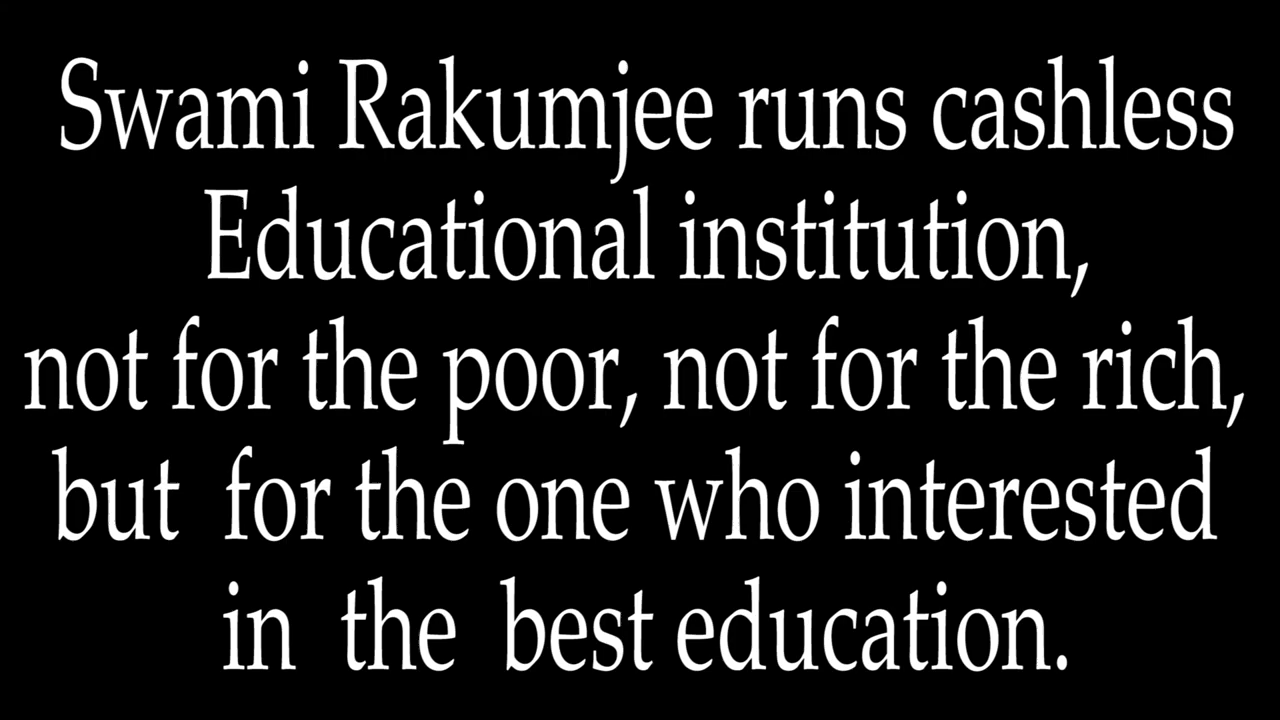 Swami Rakumjee runs cashless
Educational institution,
not for the poor, not for the rich,
but for the one who interested
in the best education.